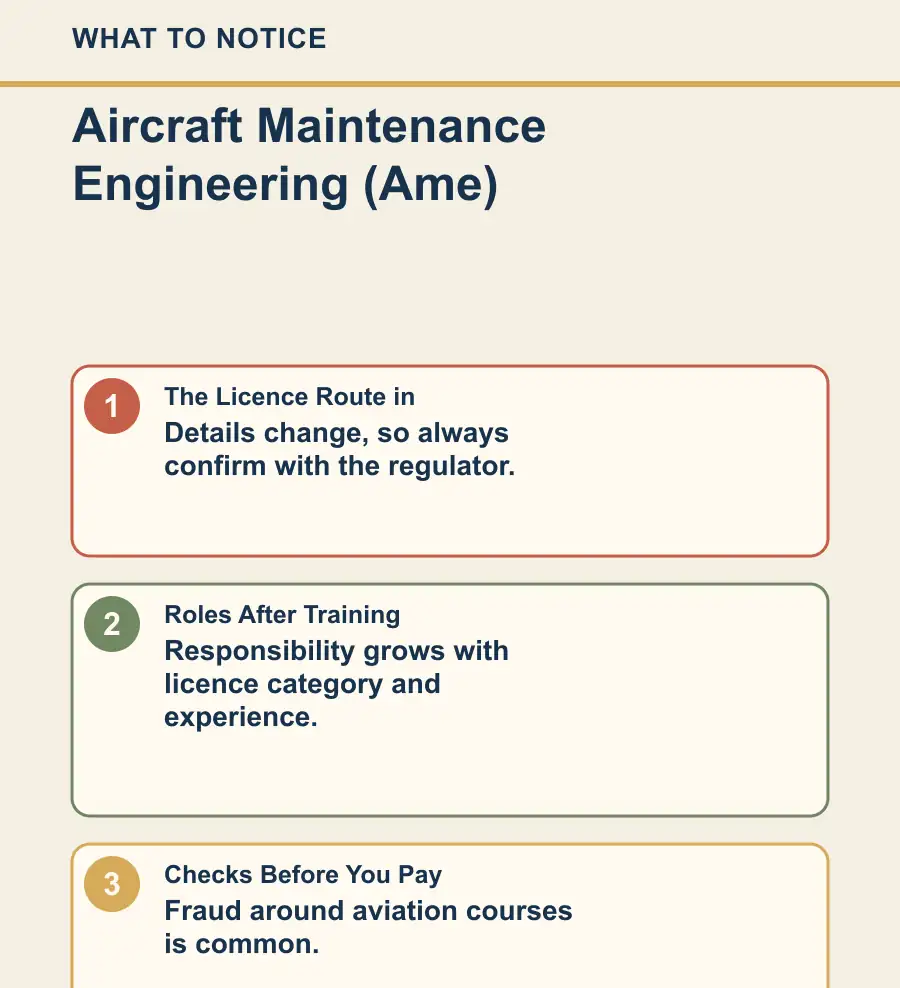 WHAT TO NOTICE
Aircraft Maintenance
Engineering (Ame)
1
The Licence Route in
Details change, so always
confirm with the regulator.
2
Roles After Training
Responsibility grows with
licence category and
experience.
3
Checks Before You Pay
Fraud around aviation courses
is common.